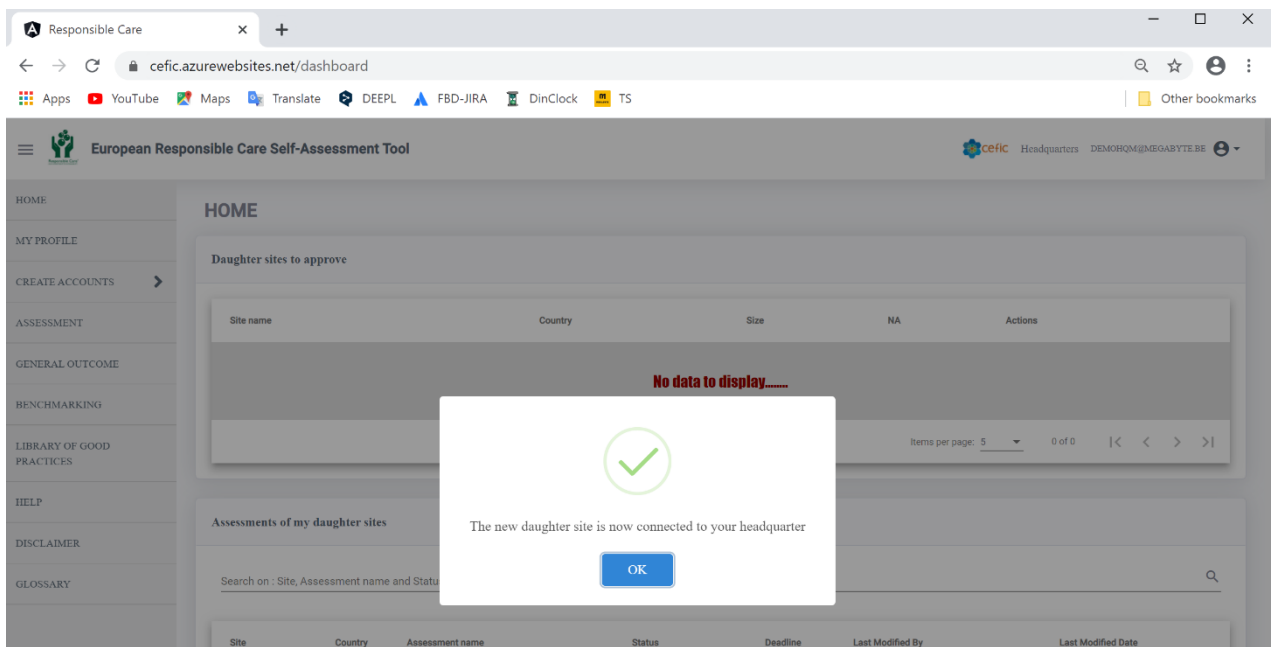 Responsible Care
cefic.azurewebsites.net/dashboard
Apps YouTube Maps Translate DEEPL FBD-JIRA DinClock TS Other bookmarks
European Responsible Care Self-Assessment Tool cefic Headquarters DEMOHQM@MEGABYTE.BE
HOME
MY PROFILE
CREATE ACCOUNTS
ASSESSMENT
GENERAL OUTCOME
BENCHMARKING
LIBRARY OF GOOD
PRACTICES
HELP
DISCLAIMER
GLOSSARY
HOME
Daughter sites to approve
Site name Country Size NA Actions
No data to display........
Items per page: 5 0 of 0
The new daughter site is now connected to your headquarter
OK
Assessments of my daughter sites
Search on : Site, Assessment name and Statu
Site Country Assessment name Status Deadline Last Modified By Last Modified Date